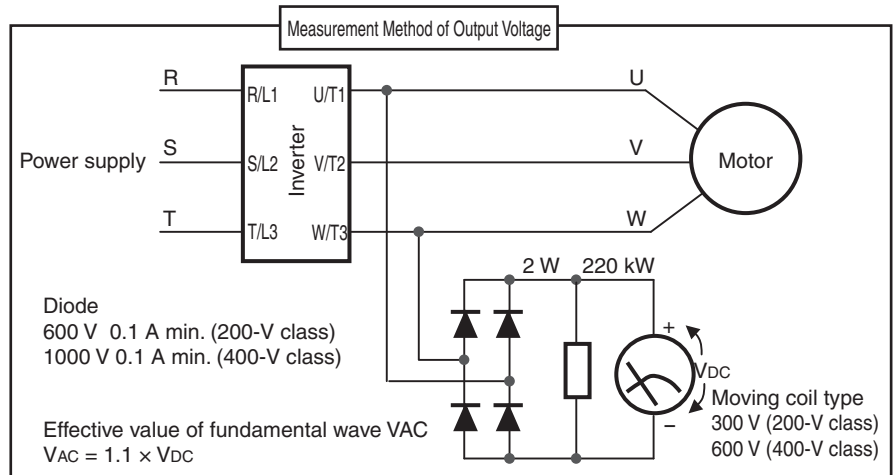 Measurement Method of Output Voltage
R
R/L1
U/T1
U
Power supply
S
S/L2
Inverter
V/T2
V
Motor
T
T/L3
W/T3
W
2 W 220 kW
Diode
600 V 0.1 A min. (200-V class)
1000 V 0.1 A min. (400-V class)
+
VDC
−
Moving coil type
300 V (200-V class)
600 V (400-V class)
Effective value of fundamental wave VAC
VAC = 1.1 × VDC